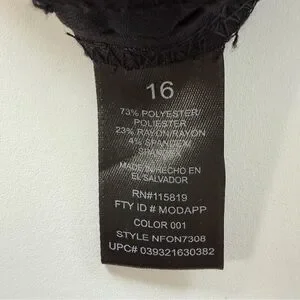 16
73% POLYESTER/
POLIESTER
23% RAYON/RAYON
4% SPANDEX/
MADE IN/HECHO EN
EL SALVADOR
RN#115819
FTY ID # MODAPP
COLOR 001
STYLE NFON7308
UPC# 039321630382